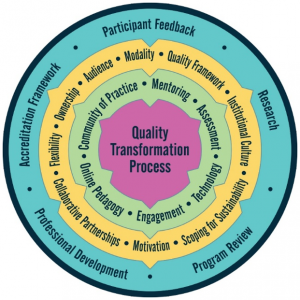 Participant Feedback
Research
Program Review
Professional Development
Accreditation Framework
Modality
Quality Framework
Institutional Culture
Scoping for Sustainability
Motivation
Collaborative Partnerships
Flexibility
Ownership
Audience
Community of Practice
Mentoring
Assessment
Technology
Engagement
Online Pedagogy
Quality
Transformation
Process